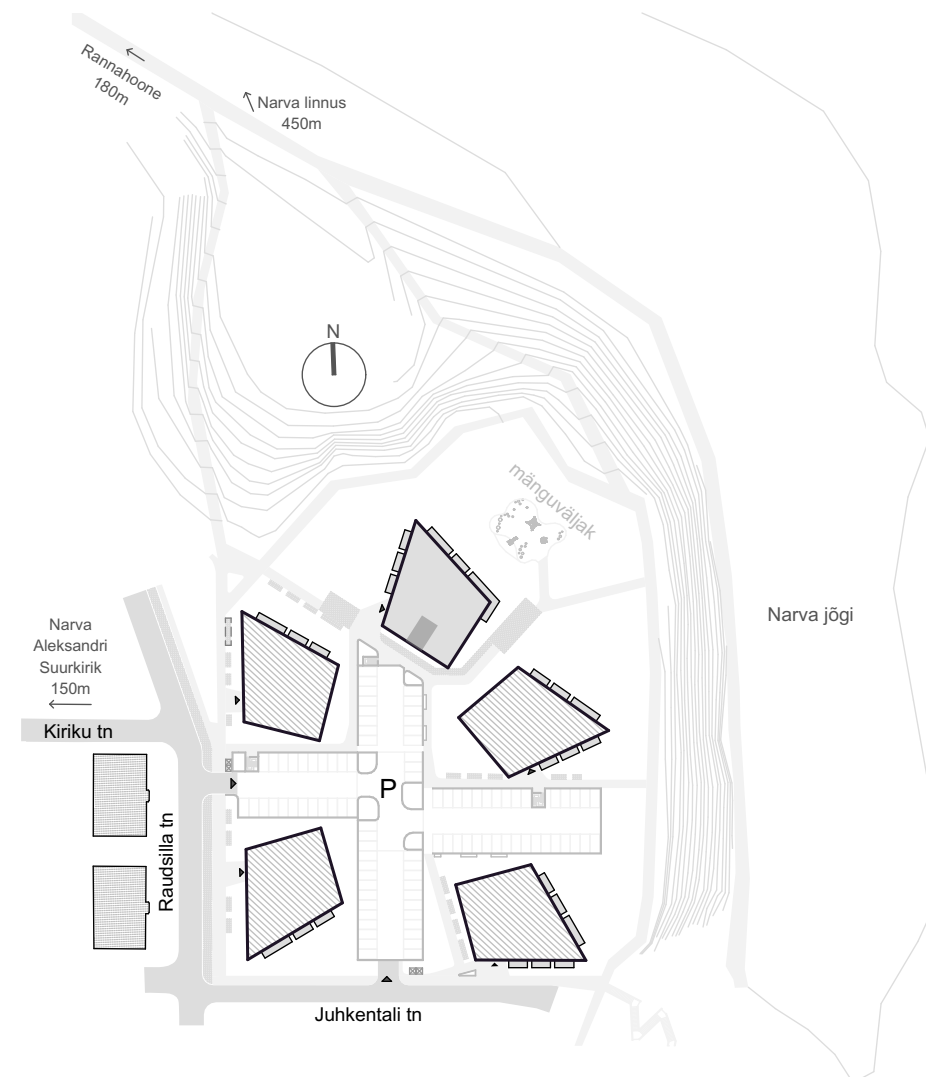 Rannahoone
180m
Narva linnus
450m
N
mänguväljak
Narva
Aleksandri
Suurkirik
150m
Narva jõgi
Kiriku tn
P
Raudsilla tn
Juhkentali tn